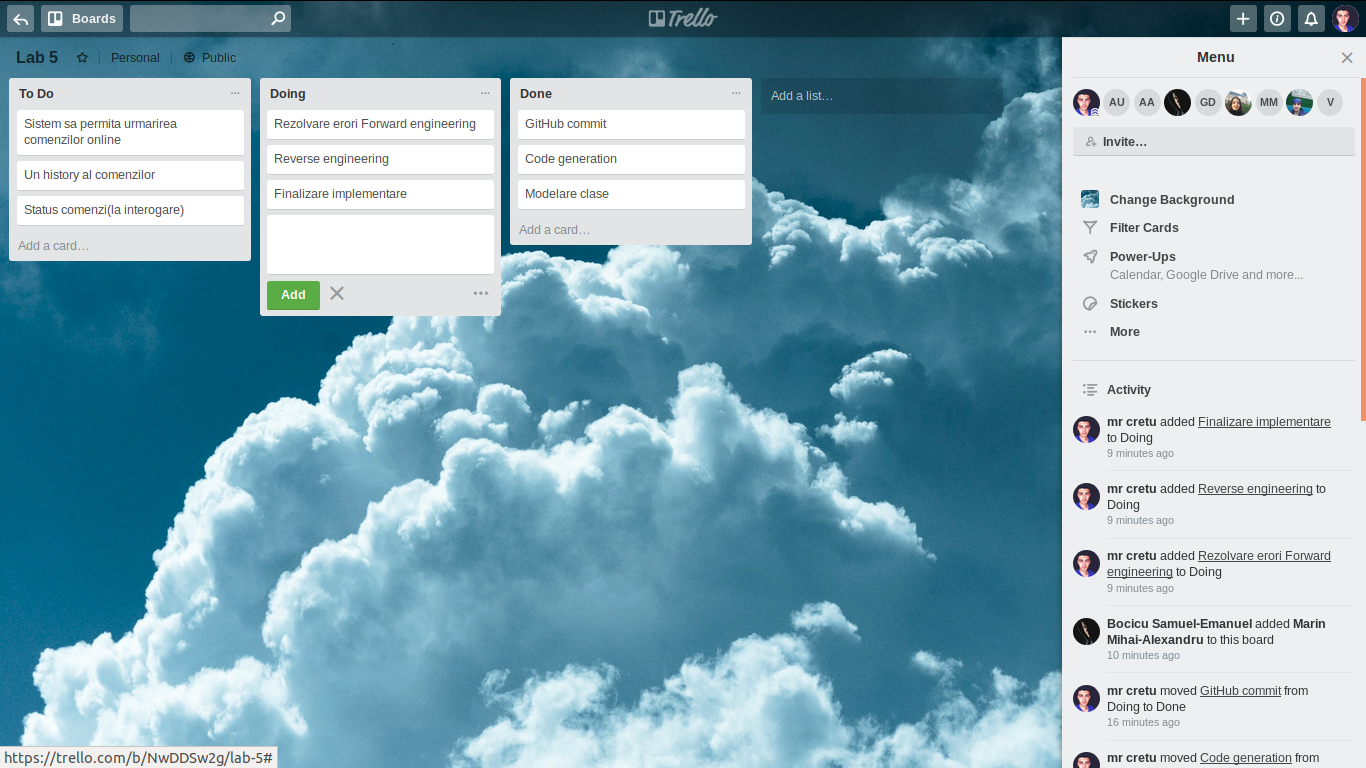 Boards
Trello
Lab 5
Personal
Public
To Do
Sistem sa permita urmarirea
comenzilor online
Un history al comenzilor
Status comenzi(la interogare)
Add a card…
Doing
Rezolvare erori Forward engineering
Reverse engineering
Finalizare implementare
Add
Done
GitHub commit
Code generation
Modelare clase
Add a card…
Add a list…
Menu
AU
AA
GD
MM
V
Invite…
Change Background
Filter Cards
Power-Ups
Calendar, Google Drive and more...
Stickers
More
Activity
mr cretu added Finalizare implementare
to Doing
9 minutes ago
mr cretu added Reverse engineering to
Doing
9 minutes ago
mr cretu added Rezolvare erori Forward
engineering to Doing
9 minutes ago
Bocicu Samuel-Emanuel added Marin
Mihai-Alexandru to this board
10 minutes ago
mr cretu moved GitHub commit from
Doing to Done
16 minutes ago
mr cretu moved Code generation from
https://trello.com/b/NwDDSw2g/lab-5#